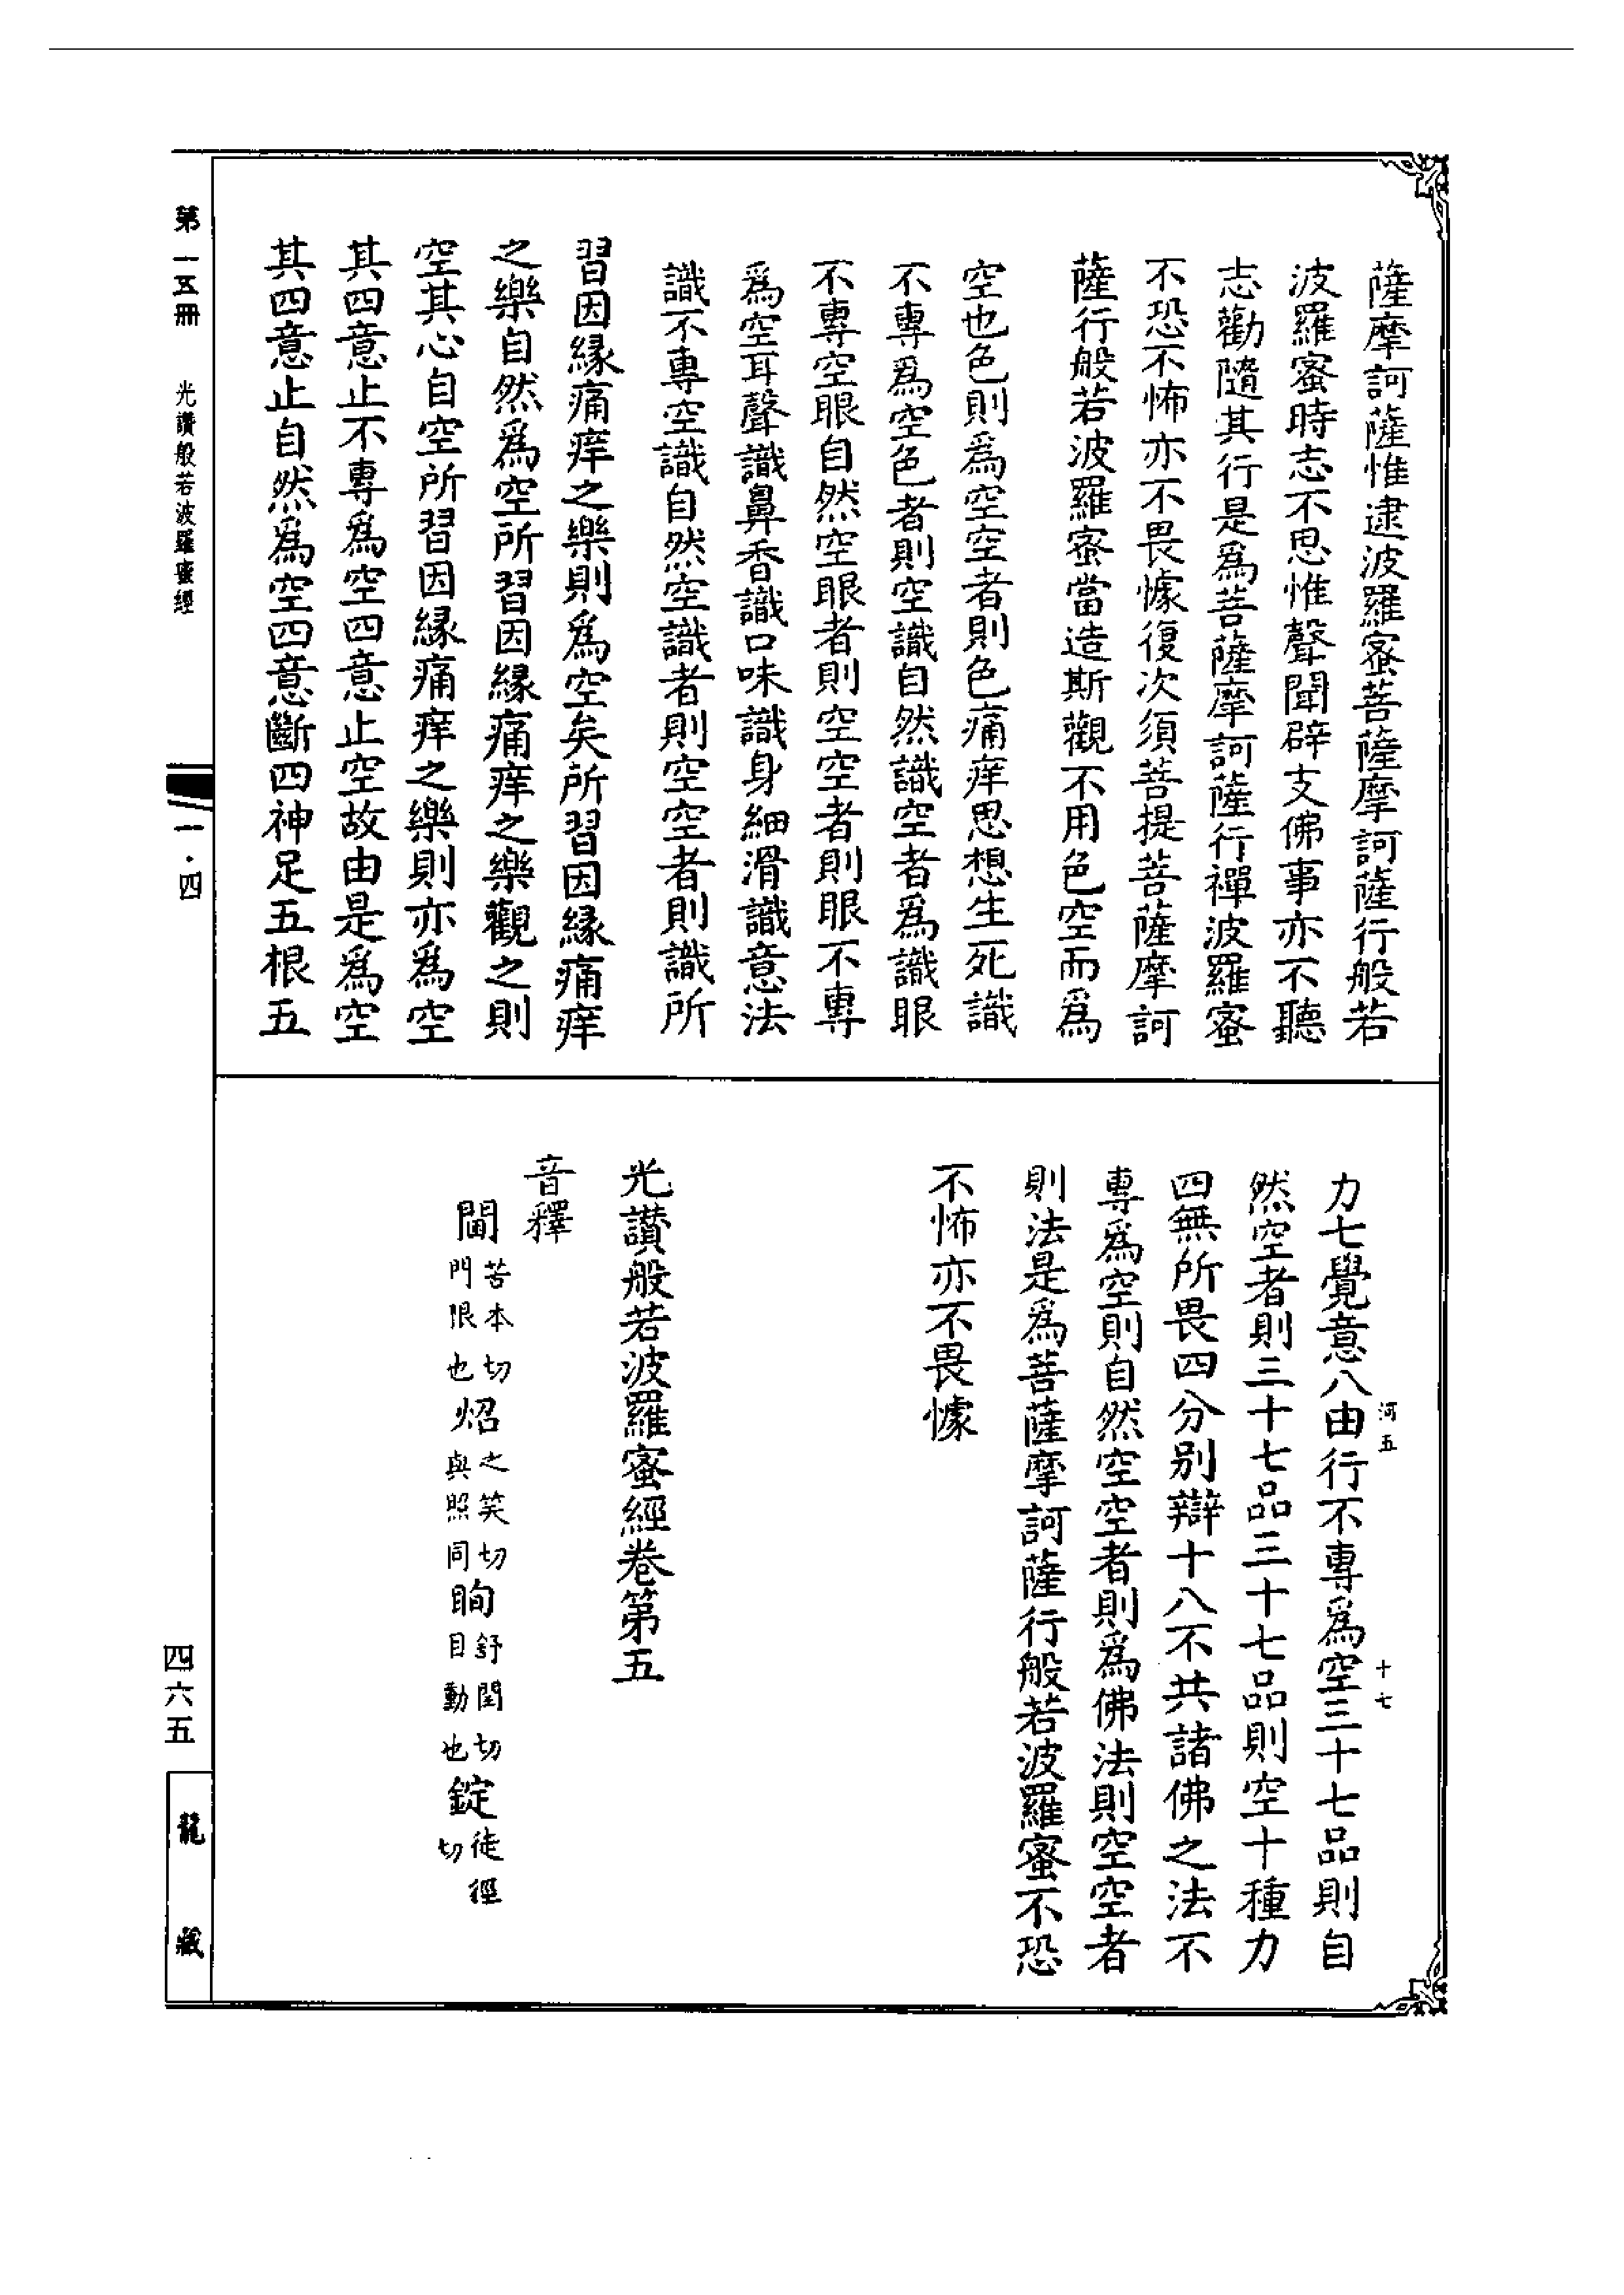 薩摩訶薩惟逮波羅蜜菩薩摩訶薩行般若
波羅蜜時志不思惟聲聞辟支佛事亦不聽
志勸隨其行是爲菩薩摩訶薩行禪波羅蜜
不恐不怖亦不畏懅復次須菩提菩薩摩訶
薩行般若波羅蜜當造斯觀不用色空而爲
空也色則爲空空者則色痛痒思想生死識
不專爲空色者則空識自然識空者爲識眼
不專空眼自然空眼者則空空者則眼不專
爲空耳聲識鼻香識口味識身細滑識意法
識不專空識自然空識者則空空者則識所
習因緣痛痒之樂則爲空矣所習因緣痛痒
之樂自然爲空所習因緣痛痒之樂觀之則
空其心自空所習因緣痛痒之樂則亦爲空
其四意止不專爲空四意止空故由是爲空
其四意止自然爲空四意斷四神足五根五
力七覺意八由行不專爲空三十七品則自
河五
十七
然空者則三十七品三十七品則空十種力
四無所畏四分别辯十八不共諸佛之法不
專爲空則自然空空者則爲佛法則空空者
則法是爲菩薩摩訶薩行般若波羅蜜不恐
不怖亦不畏懅
光讚般若波羅蜜經卷第五
音釋
閫苦本切門限也炤之笑切與照同眴舒閏切目動也錠徒徑切
第一五冊
光讚般若波羅蜜經
一·四
四六五
龍藏